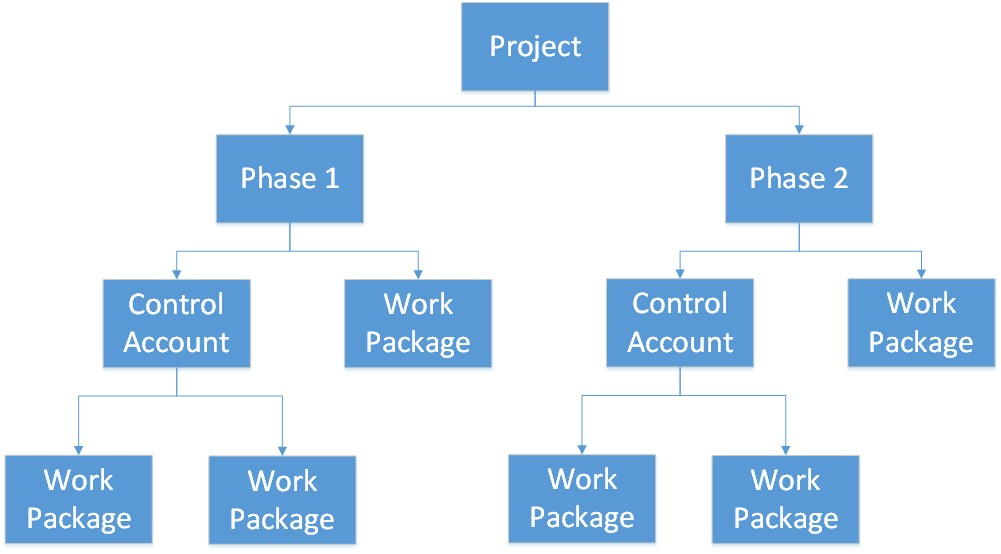 Project
Phase 1
Phase 2
Control
Account
Work
Package
Control
Account
Work
Package
Work
Package
Work
Package
Work
Package
Work
Package